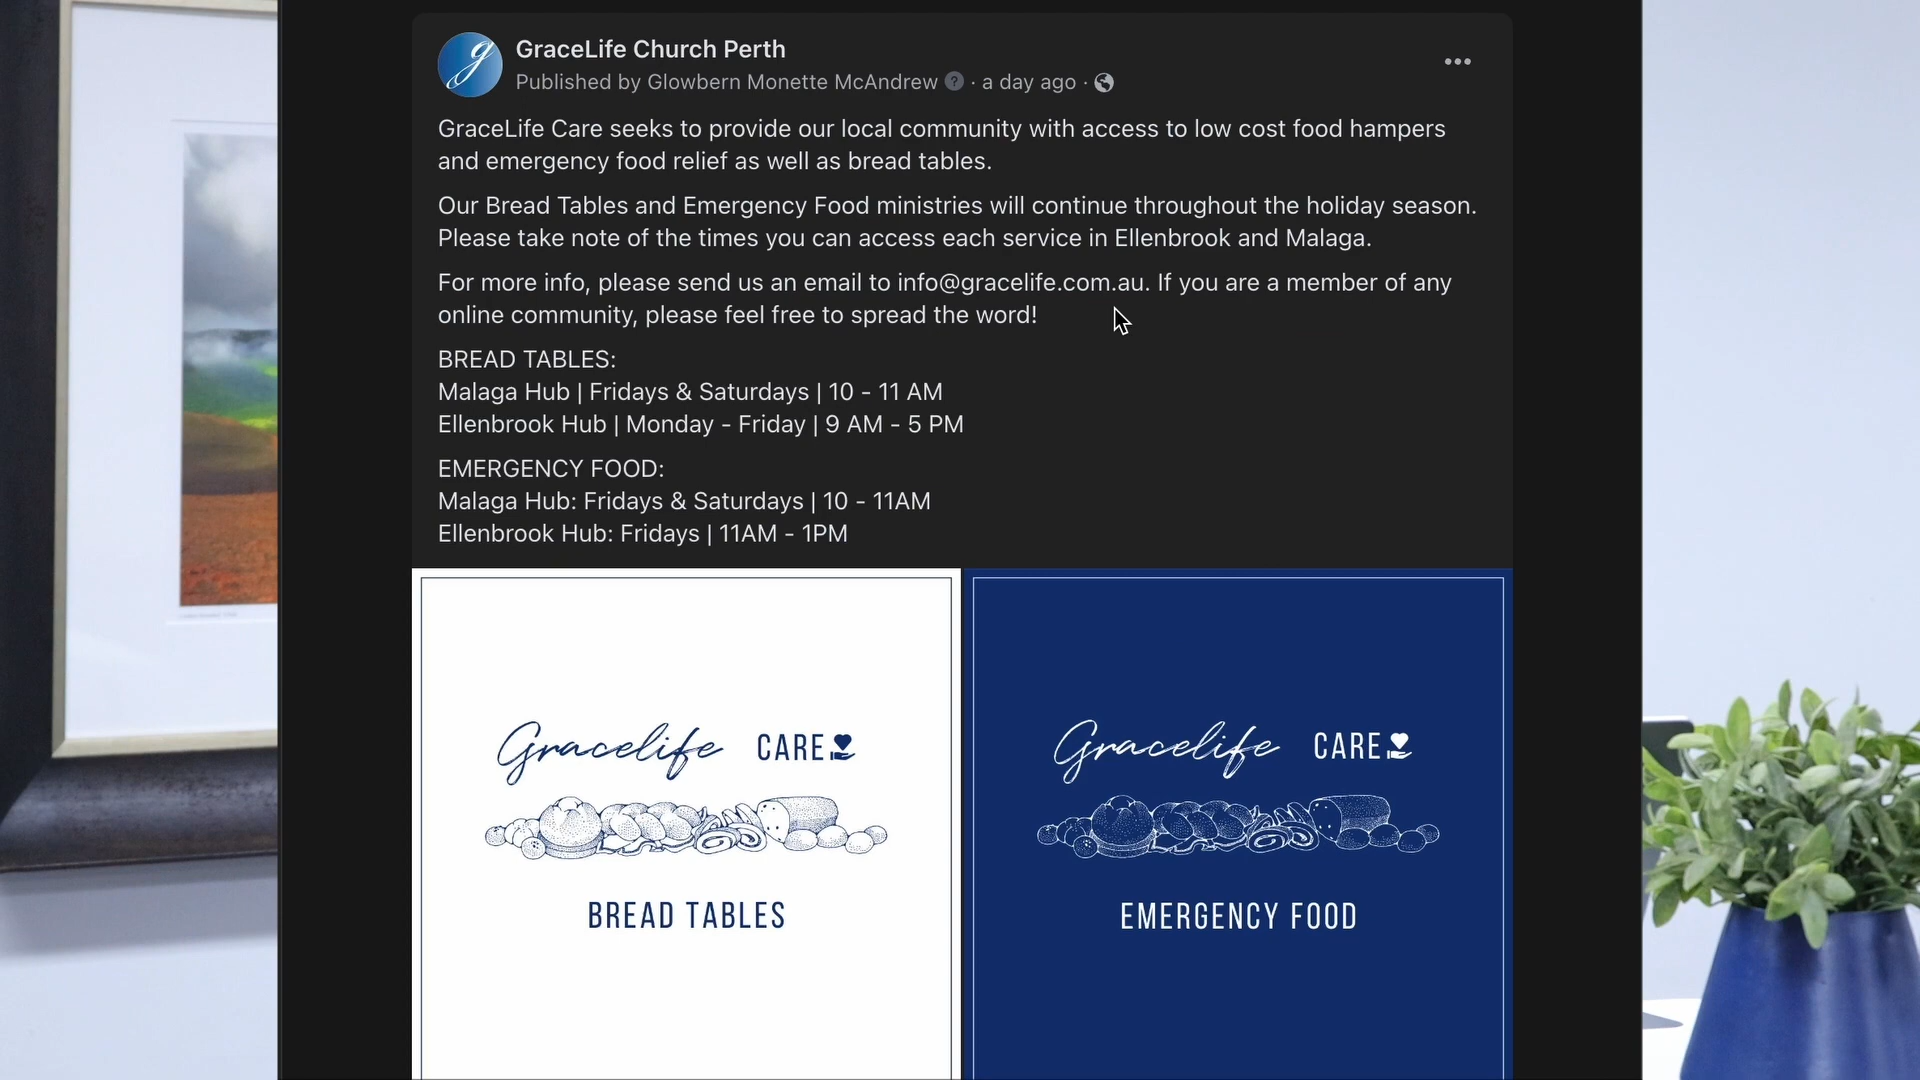 GraceLife Church Perth
Published by Glowbern Monette McAndrew ? · a day ago ·
GraceLife Care seeks to provide our local community with access to low cost food hampers
and emergency food relief as well as bread tables.
Our Bread Tables and Emergency Food ministries will continue throughout the holiday season.
Please take note of the times you can access each service in Ellenbrook and Malaga.
For more info, please send us an email to info@gracelife.com.au. If you are a member of any
online community, please feel free to spread the word!
BREAD TABLES:
Malaga Hub | Fridays & Saturdays | 10 - 11 AM
Ellenbrook Hub | Monday - Friday | 9 AM - 5 PM
EMERGENCY FOOD:
Malaga Hub: Fridays & Saturdays | 10 - 11AM
Ellenbrook Hub: Fridays | 11AM - 1PM
Gracelife CARE
BREAD TABLES
Gracelife CARE
EMERGENCY FOOD